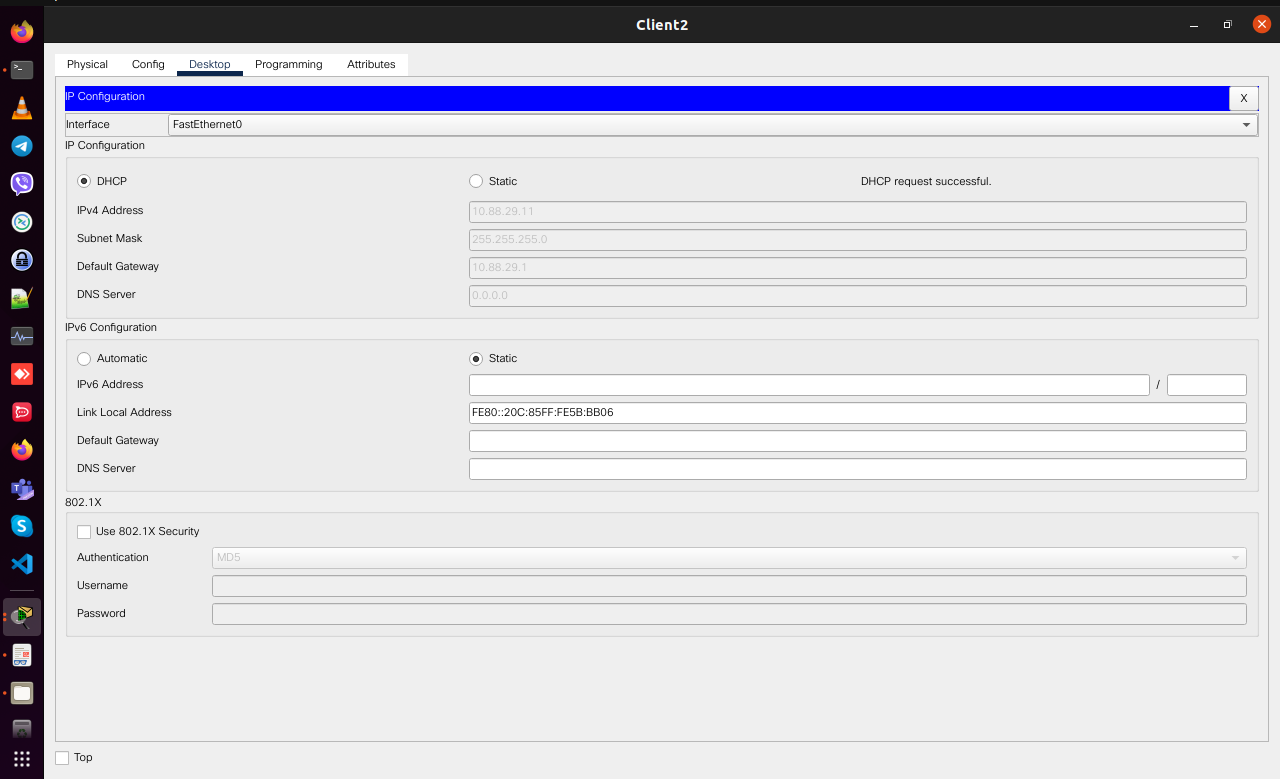 Client2
Physical Config Desktop Programming Attributes
IP Configuration X
Interface FastEthernet0
IP Configuration
DHCP Static DHCP request successful.
IPv4 Address 10.88.29.11
Subnet Mask 255.255.255.0
Default Gateway 10.88.29.1
DNS Server 0.0.0.0
IPv6 Configuration
Automatic Static
IPv6 Address /
Link Local Address FE80::20C:85FF:FE5B:BB06
Default Gateway
DNS Server
802.1X
Use 802.1X Security
Authentication MD5
Username
Password
Top